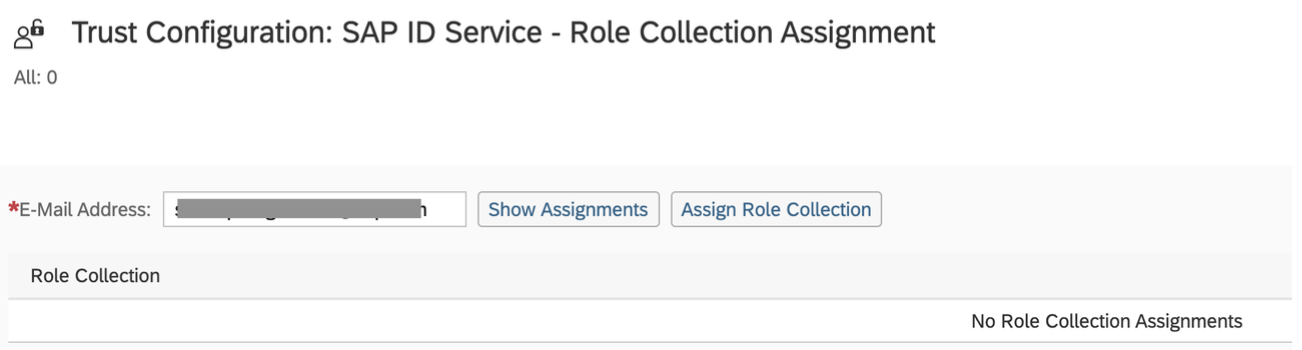 Trust Configuration: SAP ID Service - Role Collection Assignment
All: 0
*E-Mail Address: Show Assignments Assign Role Collection
Role Collection
No Role Collection Assignments